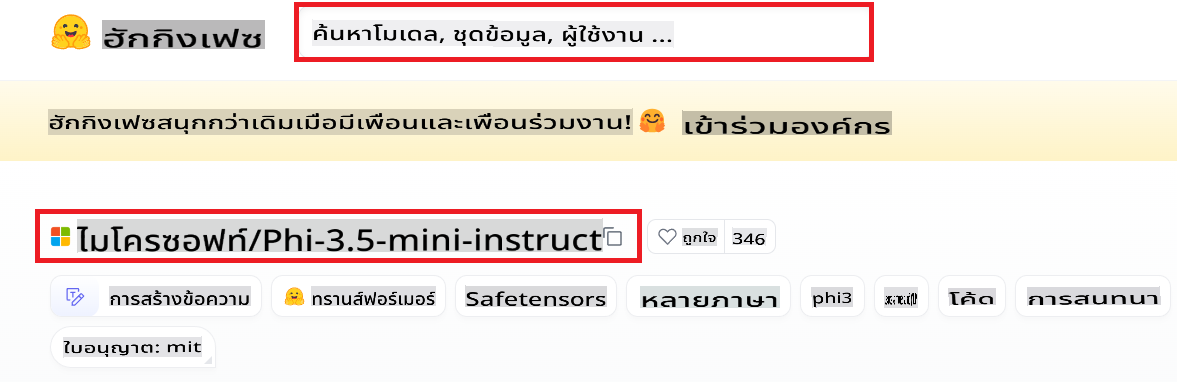 ฮักกิงเฟซ
ค้นหาโมเดล, ชุดข้อมูล, ผู้ใช้งาน ...
ฮักกิงเฟซสนุกกว่าเดิมเมื่อมีเพื่อนและเพื่อนร่วมงาน! เข้าร่วมองค์กร
ไมโครซอฟท์/Phi-3.5-mini-instruct
ถูกใจ 346
การสร้างข้อความ ทรานส์ฟอร์เมอร์ Safetensors หลายภาษา phi3 โค้ด การสนทนา
ใบอนุญาต: mit